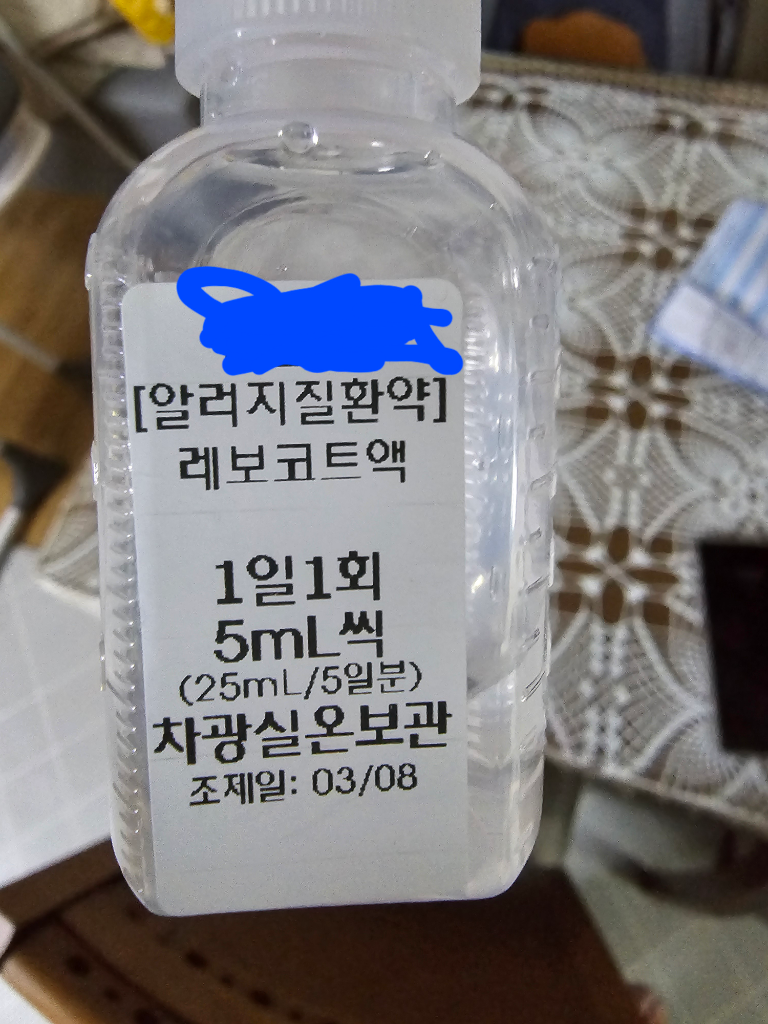 [알러지질환약]
레보코트액
1일1회
5mL씩
(25mL/5일분)
차광실온보관
조제일: 03/08